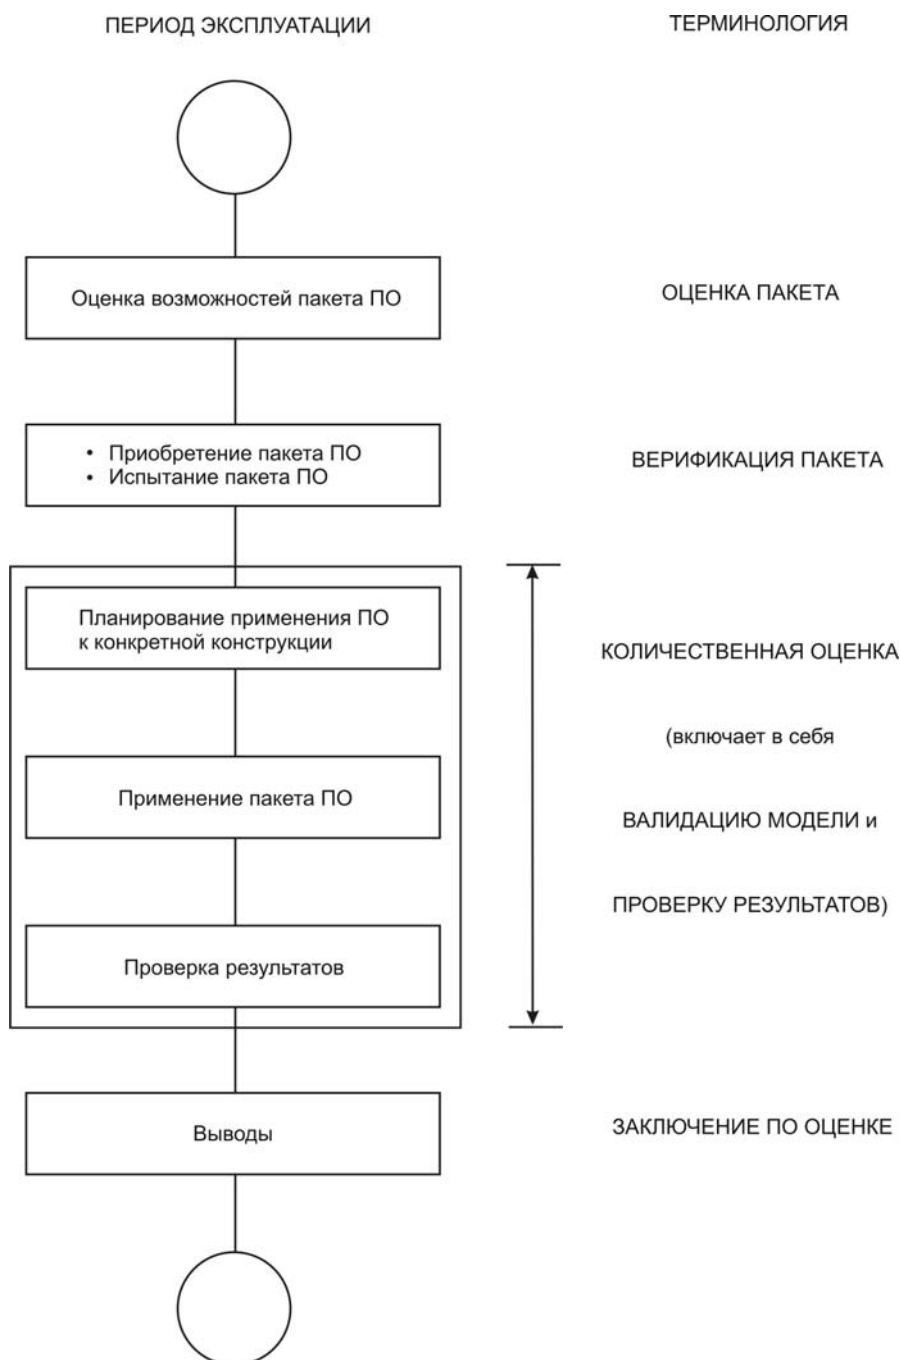 ПЕРИОД ЭКСПЛУАТАЦИИ
ТЕРМИНОЛОГИЯ
Оценка возможностей пакета ПО
ОЦЕНКА ПАКЕТА
• Приобретение пакета ПО
• Испытание пакета ПО
ВЕРИФИКАЦИЯ ПАКЕТА
Планирование применения ПО
к конкретной конструкции
Применение пакета ПО
Проверка результатов
КОЛИЧЕСТВЕННАЯ ОЦЕНКА
(включает в себя
ВАЛИДАЦИЮ МОДЕЛИ и
ПРОВЕРКУ РЕЗУЛЬТАТОВ)
Выводы
ЗАКЛЮЧЕНИЕ ПО ОЦЕНКЕ